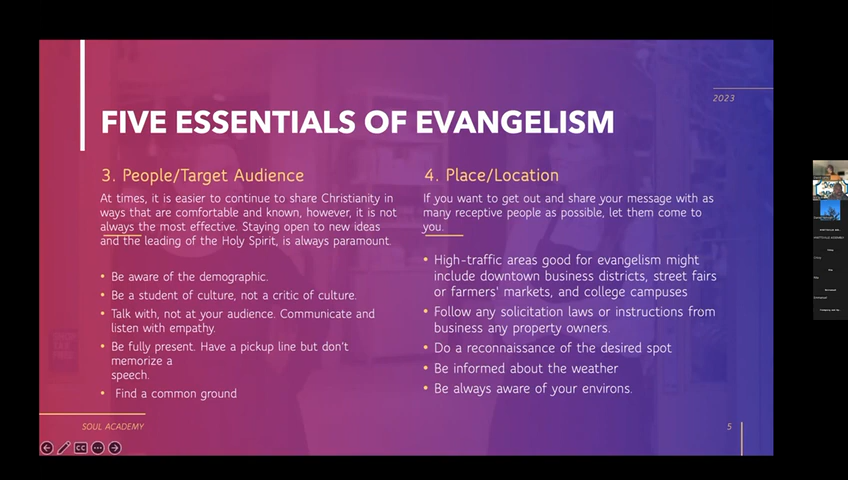 2023
FIVE ESSENTIALS OF EVANGELISM
3. People/Target Audience
At times, it is easier to continue to share Christianity in
ways that are comfortable and known, however, it is not
always the most effective. Staying open to new ideas
and the leading of the Holy Spirit, is always paramount.
• Be aware of the demographic.
• Be a student of culture, not a critic of culture.
• Talk with, not at your audience. Communicate and
listen with empathy.
• Be fully present. Have a pickup line but don't
memorize a
speech.
• Find a common ground
4. Place/Location
If you want to get out and share your message with as
many receptive people as possible, let them come to
you.
• High-traffic areas good for evangelism might
include downtown business districts, street fairs
or farmers' markets, and college campuses
• Follow any solicitation laws or instructions from
business any property owners.
• Do a reconnaissance of the desired spot
• Be informed about the weather
• Be always aware of your environs.
SOUL ACADEMY
5
CC